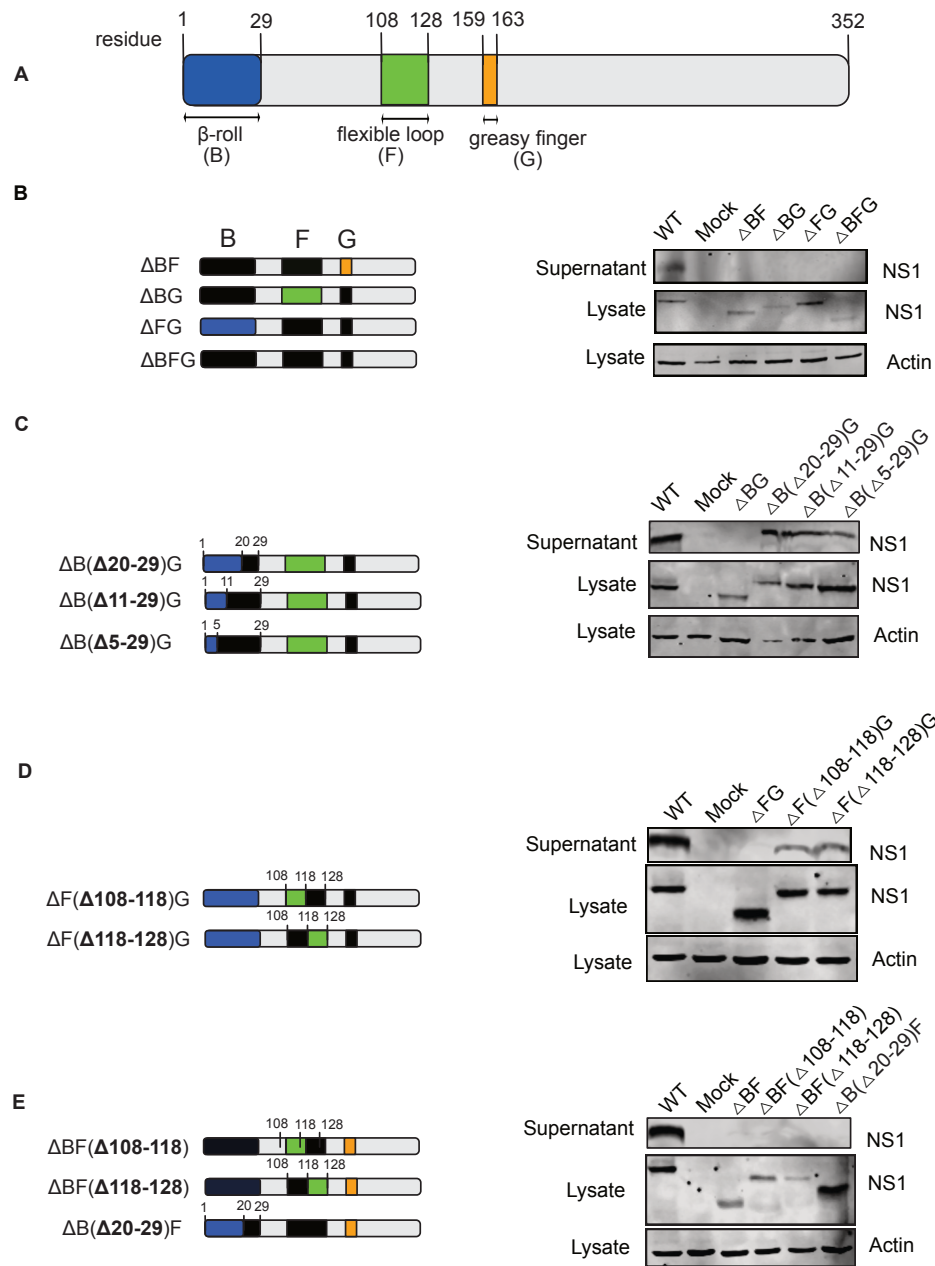 1 29 108 128 159 163 352
residue
A
β-roll
(B)
flexible loop
(F)
greasy finger
(G)
B
B F G
ΔBF
ΔBG
ΔFG
ΔBFG
WT Mock △BF △BG △FG △BFG
Supernatant NS1
Lysate NS1
Lysate Actin
C
1 20 29
ΔB(Δ20-29)G
1 11 29
ΔB(Δ11-29)G
1 5 29
ΔB(Δ5-29)G
WT Mock △BG △B(△20-29)G △B(△11-29)G △B(△5-29)G
Supernatant NS1
Lysate NS1
Lysate Actin
D
108 118 128
ΔF(Δ108-118)G
108 118 128
ΔF(Δ118-128)G
WT Mock △FG △F(△108-118)G △F(△118-128)G
Supernatant NS1
Lysate NS1
Lysate Actin
E
108 118 128
ΔBF(Δ108-118)
108 118 128
ΔBF(Δ118-128)
1 20 29
ΔB(Δ20-29)F
WT Mock △BF △BF(△108-118) △BF(△118-128) △B(△20-29)F
Supernatant NS1
Lysate NS1
Lysate Actin